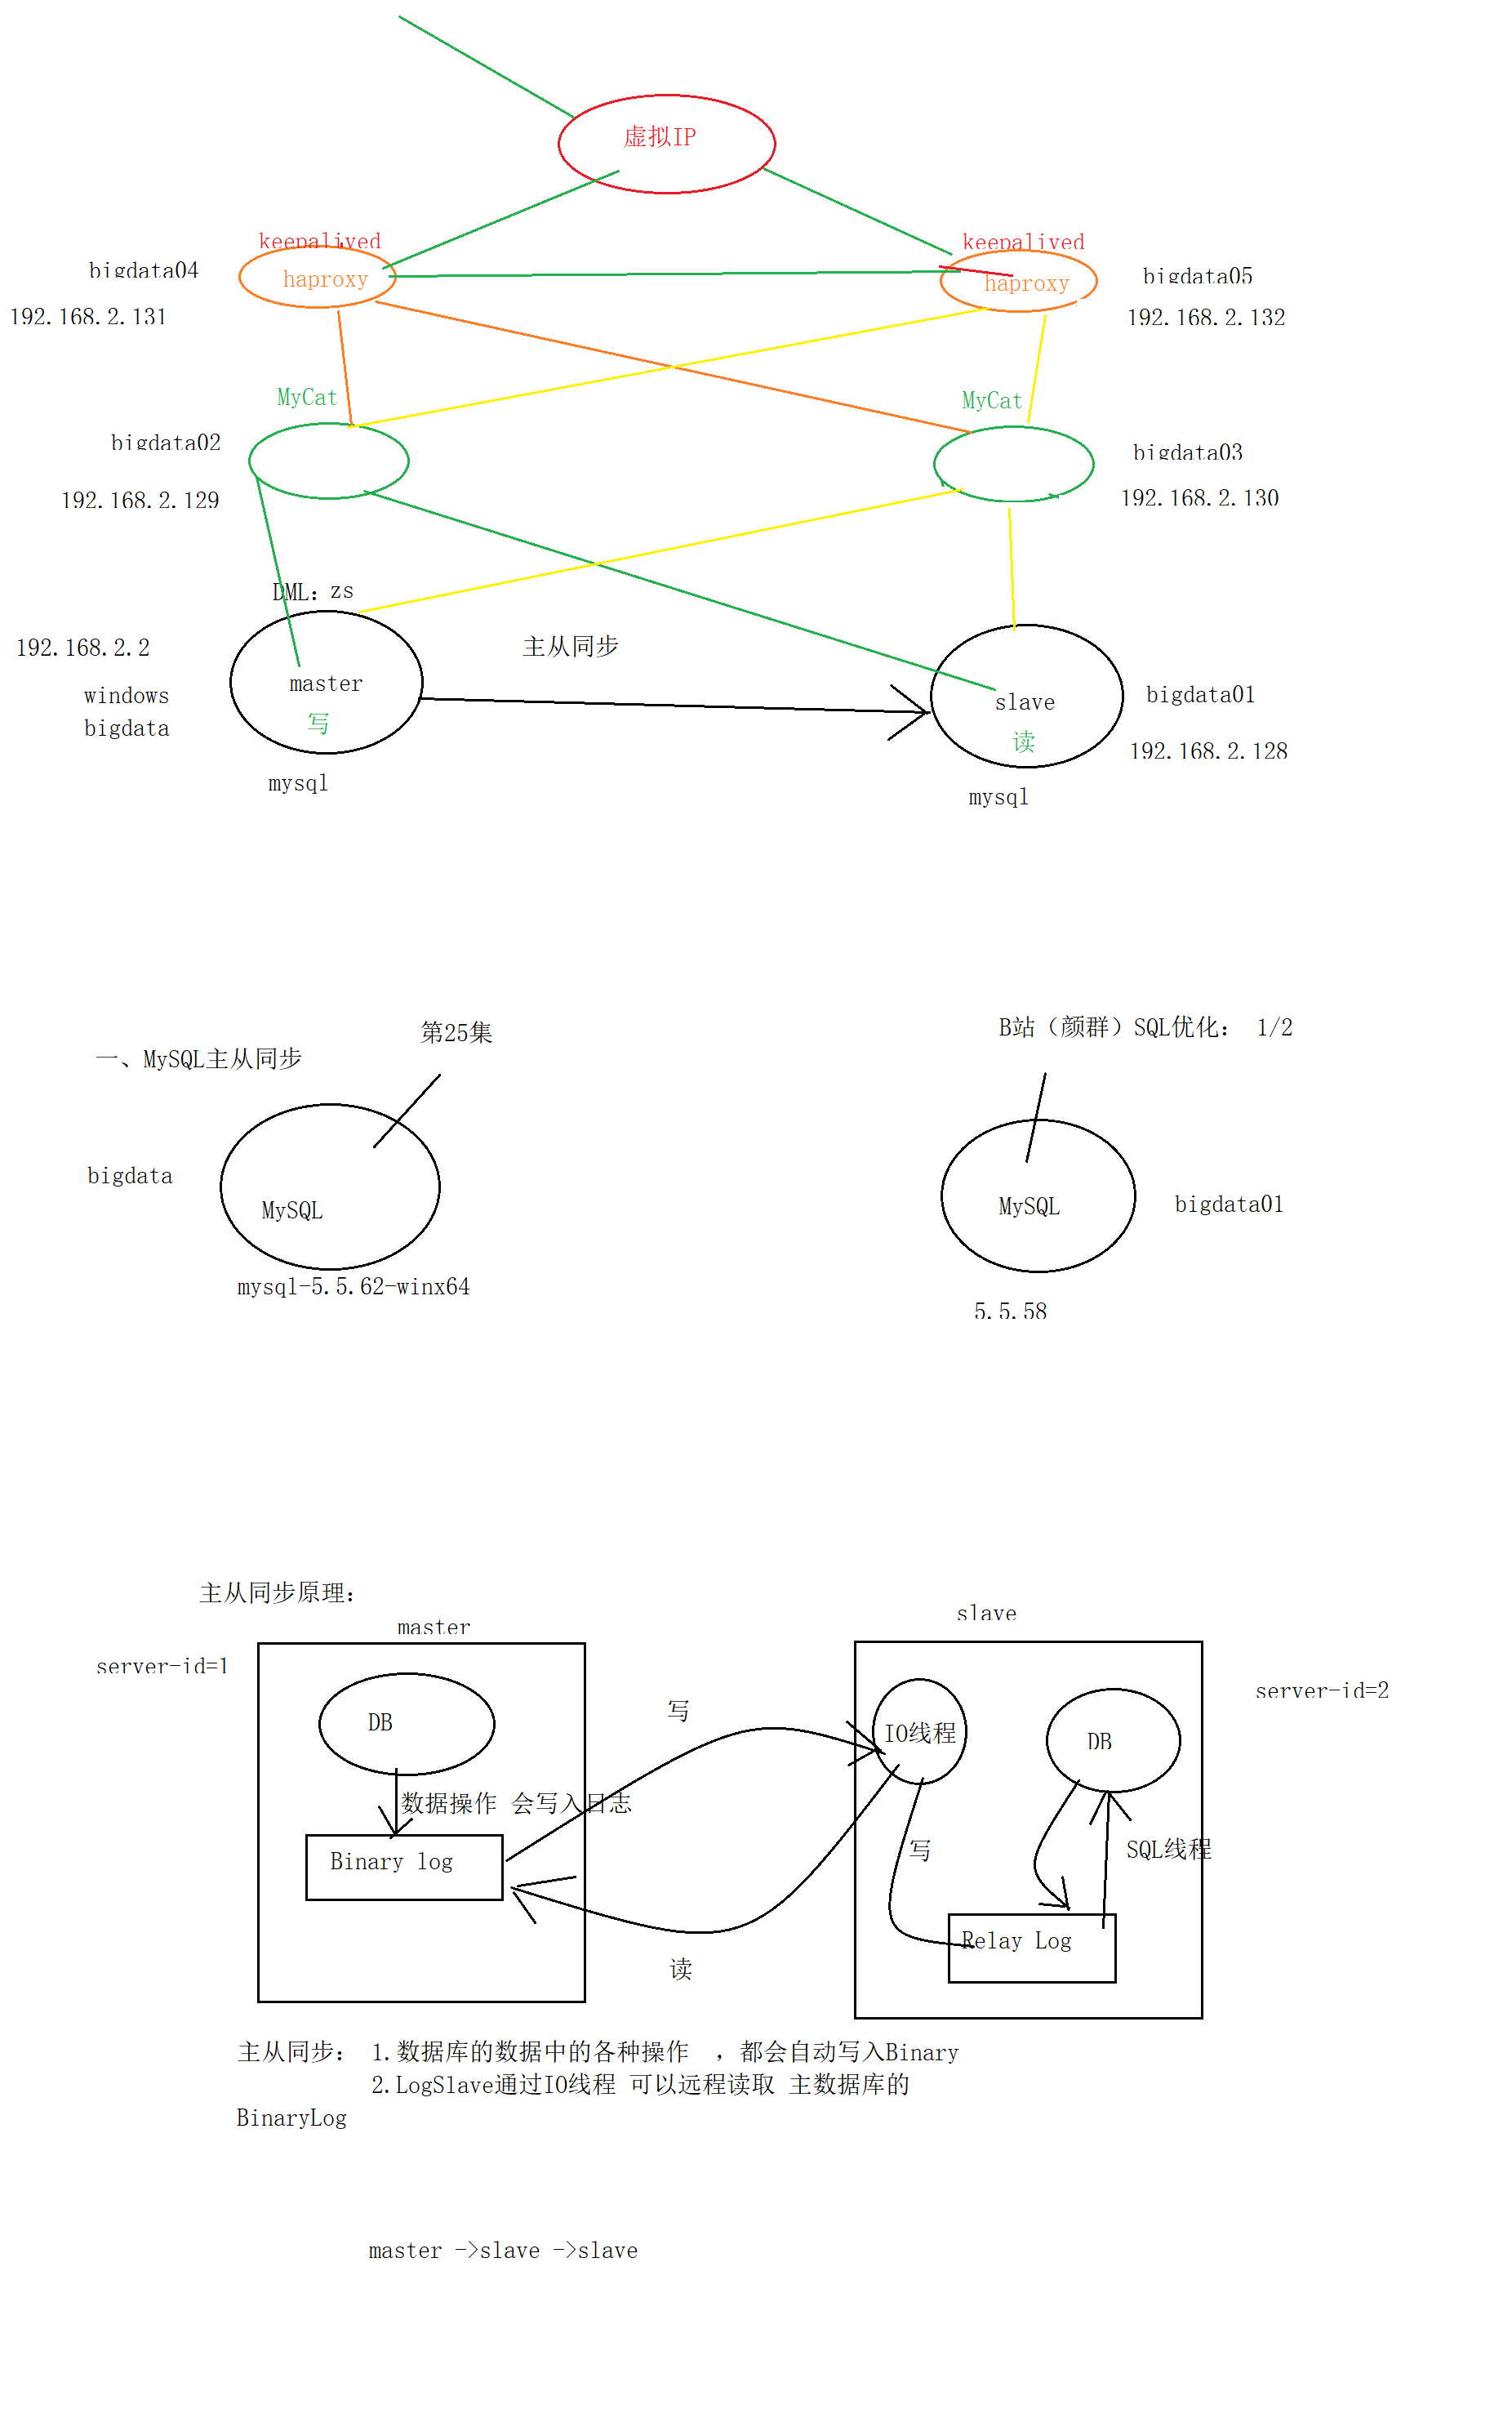 虚拟IP
keepalived
keepalived
bigdata04
haproxy
haproxy
bigdata05
192.168.2.131
192.168.2.132
MyCat
MyCat
bigdata02
bigdata03
192.168.2.129
192.168.2.130
DML：zs
192.168.2.2
主从同步
windows
bigdata
master
写
slave
读
bigdata01
192.168.2.128
mysql
mysql
第25集
B站（颜群）SQL优化： 1/2
一、MySQL主从同步
bigdata
MySQL
MySQL
bigdata01
mysql-5.5.62-winx64
5.5.58
主从同步原理：
master
slave
server-id=1
server-id=2
DB
写
IO线程
DB
数据操作 会写入日志
Binary log
写
SQL线程
Relay Log
读
主从同步： 1.数据库的数据中的各种操作 ，都会自动写入Binary
2.LogSlave通过IO线程 可以远程读取 主数据库的
BinaryLog
master ->slave ->slave